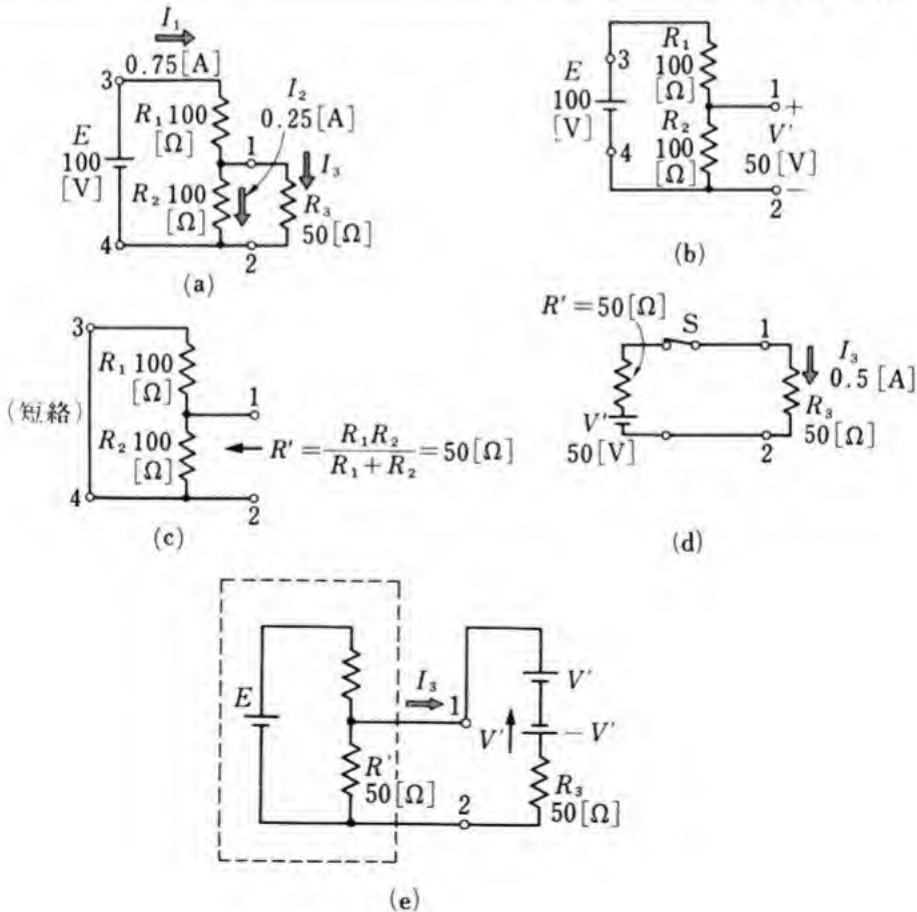 I₁
0.75[A]
3
I₂
0.25[A]
R₁ 100
[Ω]
E
100
[V]
1
I₃
R₂ 100
[Ω]
R₃
50[Ω]
4
2
(a)
R₁
100
[Ω]
3
E
100
[V]
1
+
R₂
100
[Ω]
V'
50[V]
4
−
2
(b)
3
R₁ 100
[Ω]
1
(短絡)
R₂ 100
[Ω]
R'=R₁R₂/R₁+R₂=50[Ω]
4
2
(c)
R'=50[Ω]
S
1
I₃
0.5[A]
R₃
50[Ω]
V'
50[V]
2
(d)
I₃
1
V'
E
V'
−V'
R'
50[Ω]
R₃
50[Ω]
2
(e)